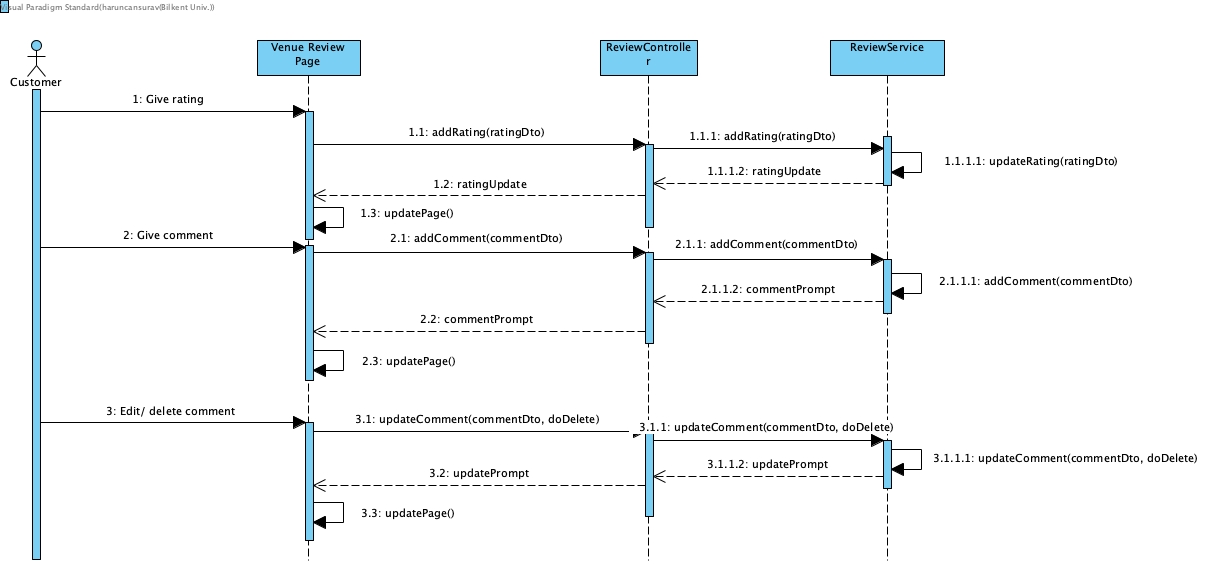 Visual Paradigm Standard(haruncansurav(Bilkent Univ.))
Venue Review
Page
ReviewControlle
r
ReviewService
Customer
1: Give rating
1.1: addRating(ratingDto)
1.1.1: addRating(ratingDto)
1.1.1.1: updateRating(ratingDto)
1.1.1.2: ratingUpdate
1.2: ratingUpdate
1.3: updatePage()
2: Give comment
2.1: addComment(commentDto)
2.1.1: addComment(commentDto)
2.1.1.1: addComment(commentDto)
2.1.1.2: commentPrompt
2.2: commentPrompt
2.3: updatePage()
3: Edit/ delete comment
3.1: updateComment(commentDto, doDelete)
3.1.1: updateComment(commentDto, doDelete)
3.1.1.1: updateComment(commentDto, doDelete)
3.1.1.2: updatePrompt
3.2: updatePrompt
3.3: updatePage()